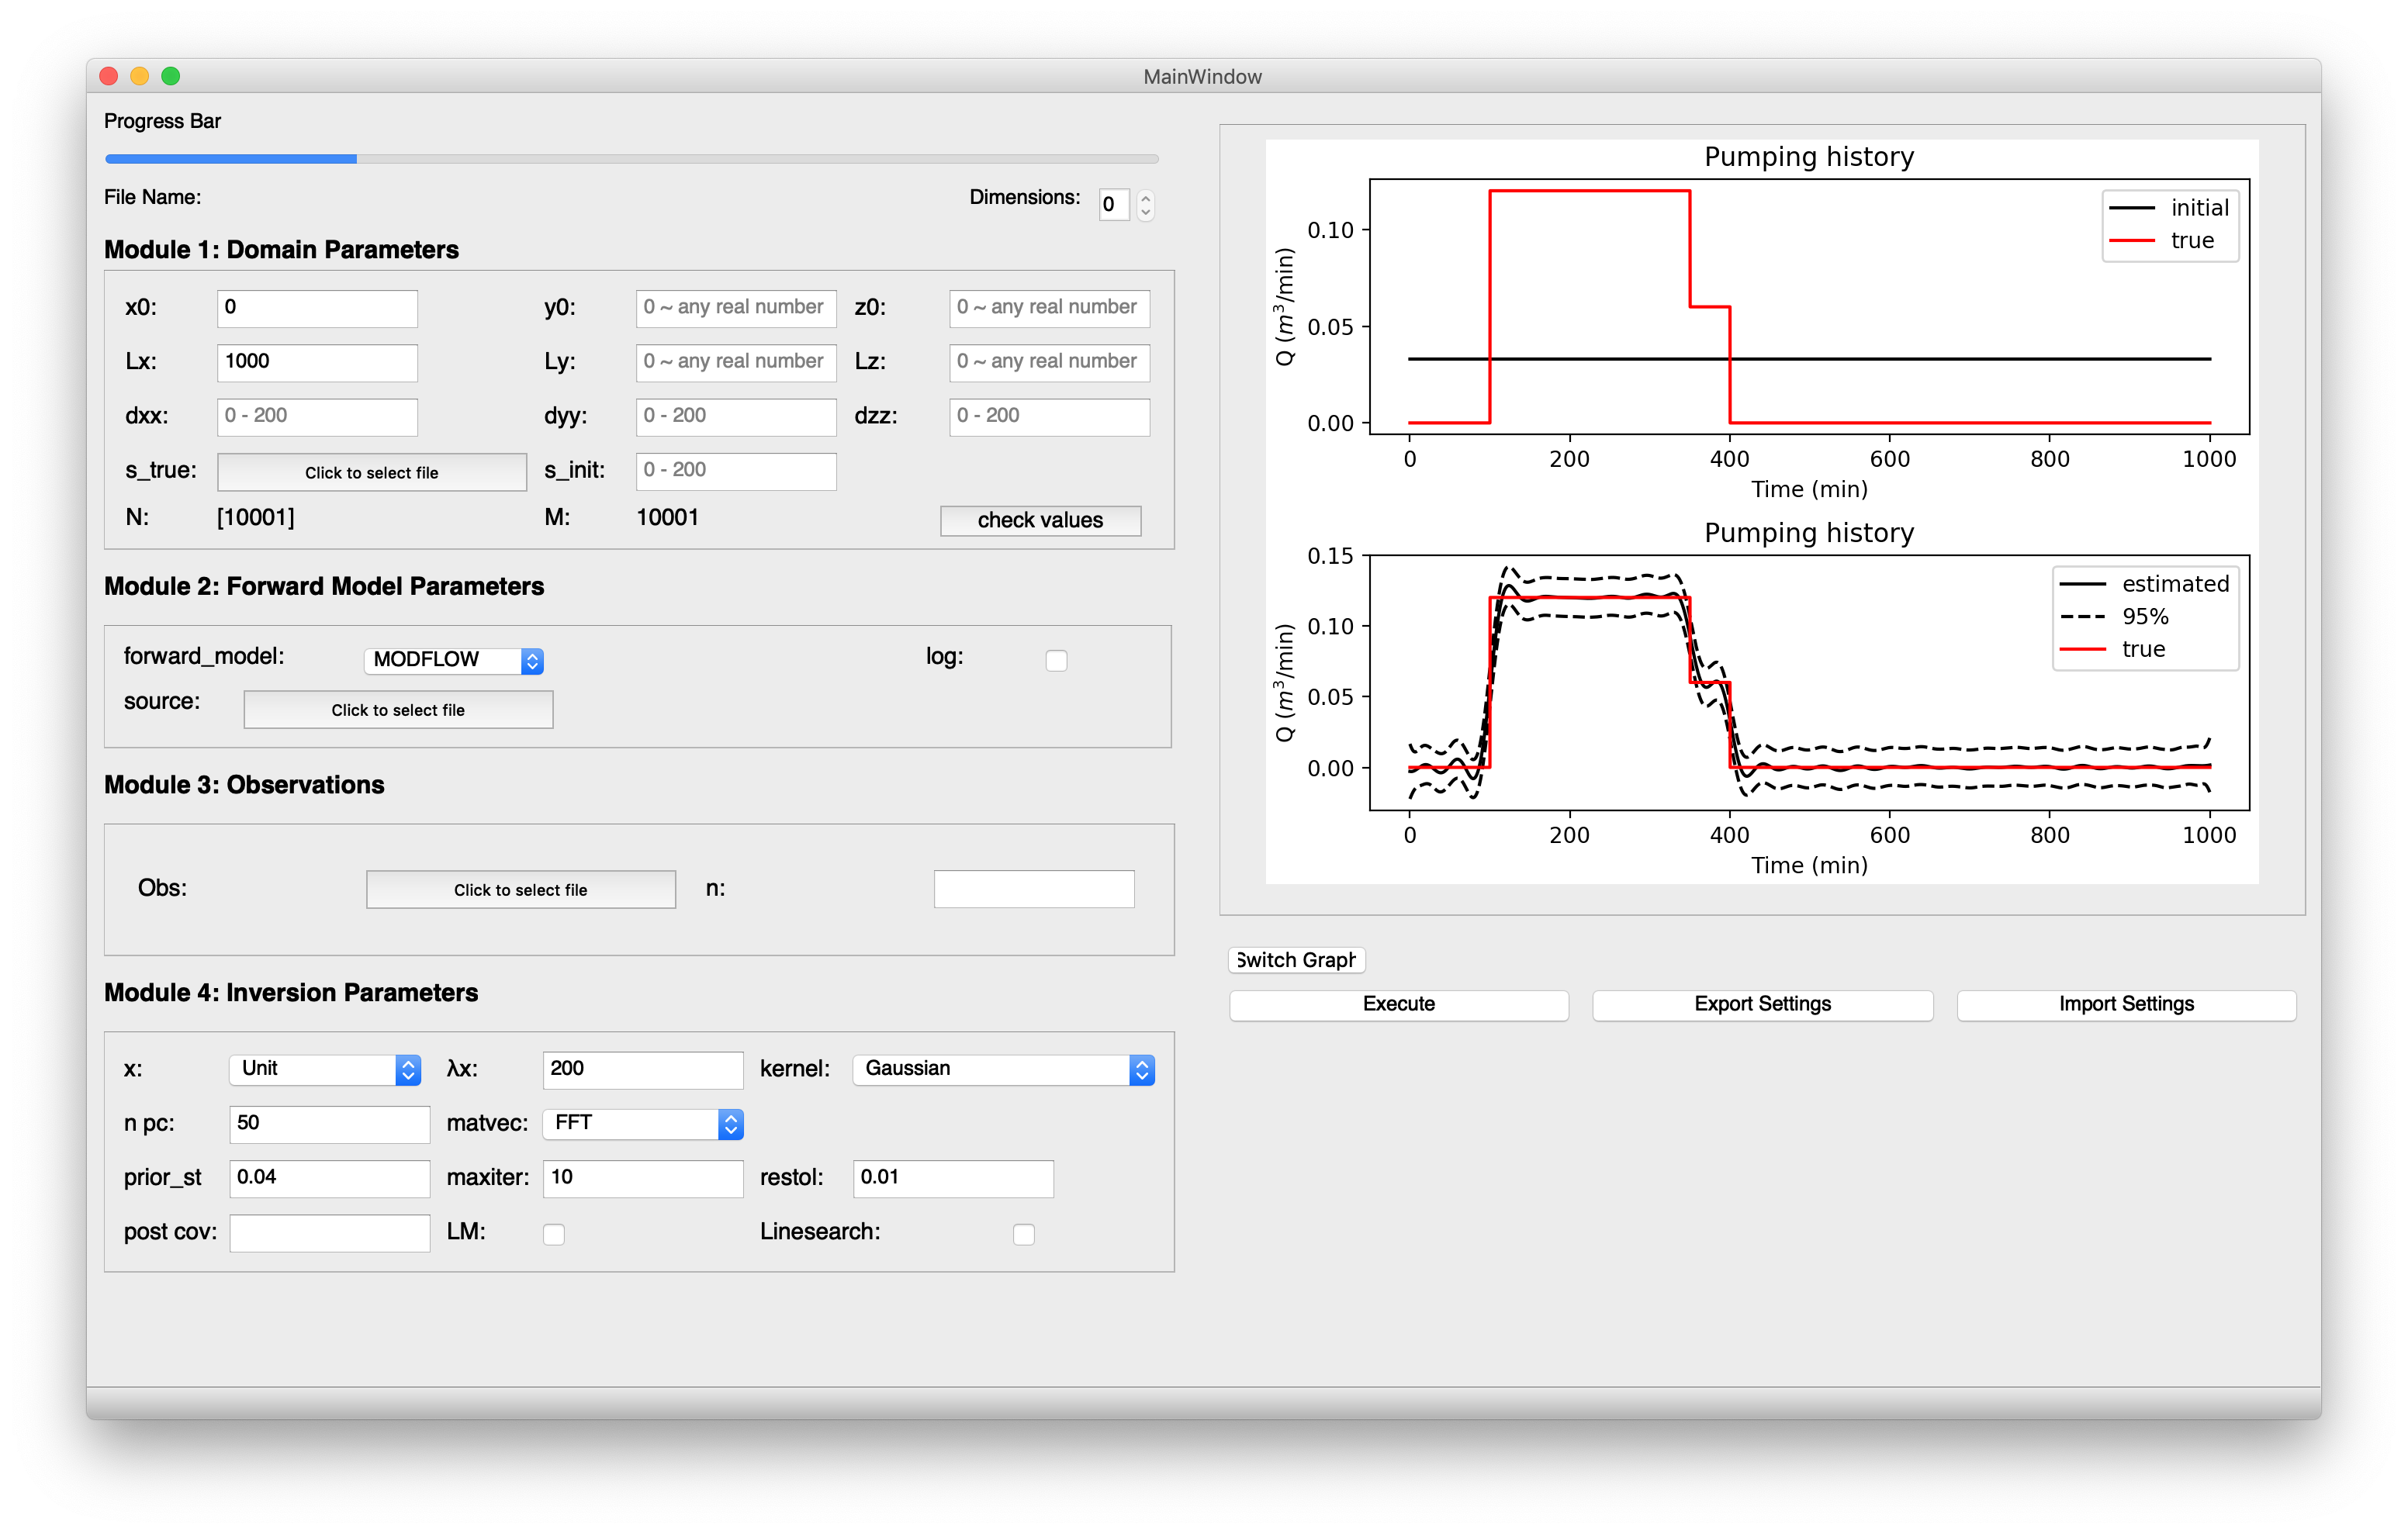 MainWindow
Progress Bar
File Name:
Dimensions: 0
Module 1: Domain Parameters
x0: 0 y0: 0 ~ any real number z0: 0 ~ any real number
Lx: 1000 Ly: 0 ~ any real number Lz: 0 ~ any real number
dxx: 0 - 200 dyy: 0 - 200 dzz: 0 - 200
s_true: Click to select file s_init: 0 - 200
N: [10001] M: 10001 check values
Module 2: Forward Model Parameters
forward_model: MODFLOW log:
source: Click to select file
Module 3: Observations
Obs: Click to select file n:
Module 4: Inversion Parameters
x: Unit λx: 200 kernel: Gaussian
n pc: 50 matvec: FFT
prior_st 0.04 maxiter: 10 restol: 0.01
post cov: LM: Linesearch:
Pumping history
initial
true
0.10
0.05
0.00
Q (m³/min)
0 200 400 600 800 1000
Time (min)
Pumping history
estimated
95%
true
0.15
0.10
0.05
0.00
Q (m³/min)
0 200 400 600 800 1000
Time (min)
Switch Graph
Execute Export Settings Import Settings